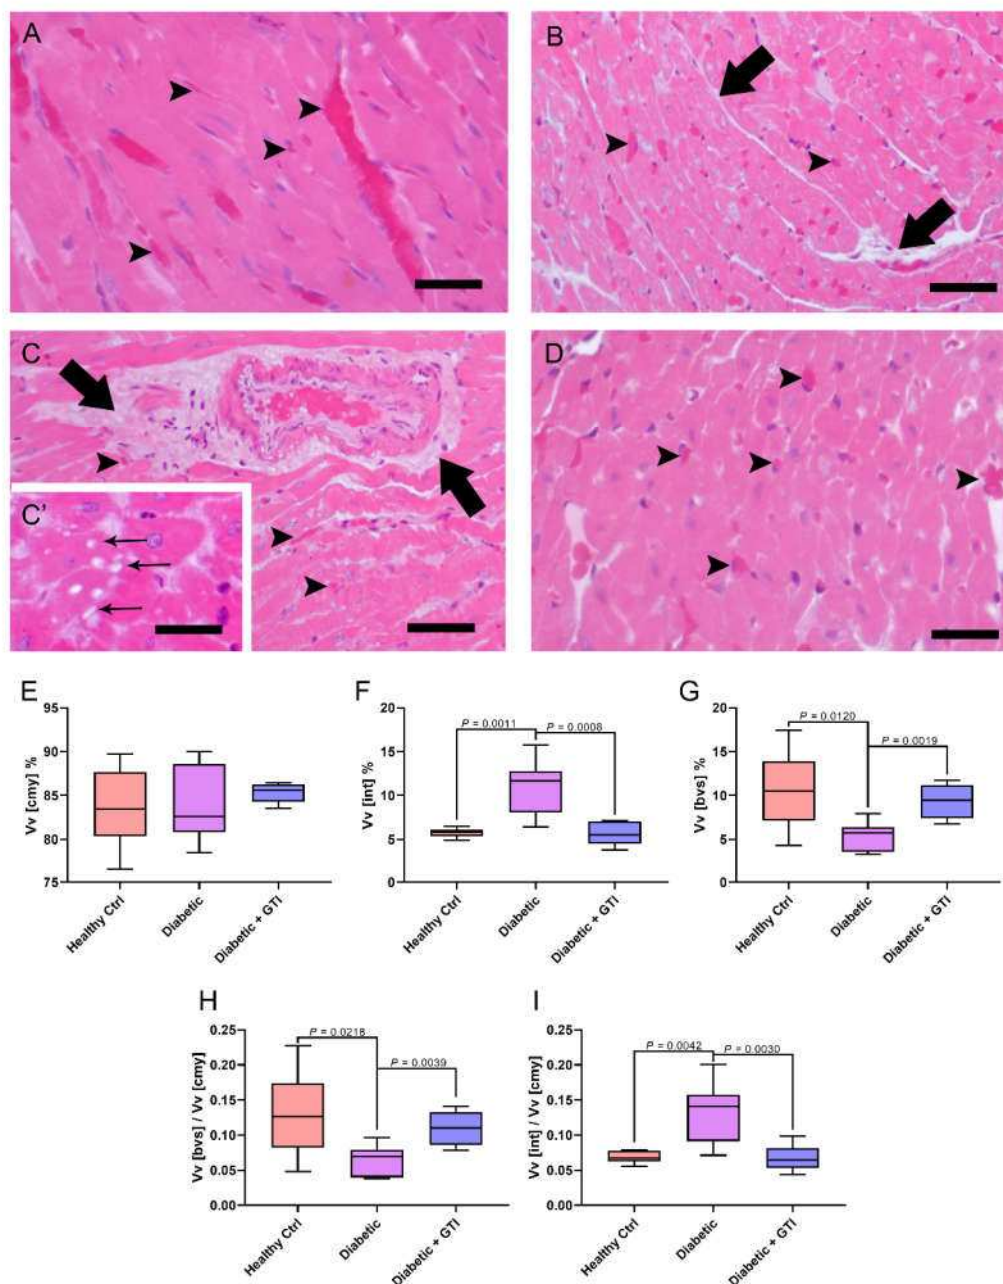 A
B
C
C'
D
E
Vv [cmy] %
95
90
85
80
75
Healthy Ctrl
Diabetic
Diabetic + GTI
F
Vv [int] %
20
15
10
5
0
P = 0.0011
P = 0.0008
Healthy Ctrl
Diabetic
Diabetic + GTI
G
Vv [bvs] %
20
15
10
5
0
P = 0.0120
P = 0.0019
Healthy Ctrl
Diabetic
Diabetic + GTI
H
Vv [bvs] / Vv [cmy]
0.25
0.20
0.15
0.10
0.05
0.00
P = 0.0218
P = 0.0039
Healthy Ctrl
Diabetic
Diabetic + GTI
I
Vv [int] / Vv [cmy]
0.25
0.20
0.15
0.10
0.05
0.00
P = 0.0042
P = 0.0030
Healthy Ctrl
Diabetic
Diabetic + GTI